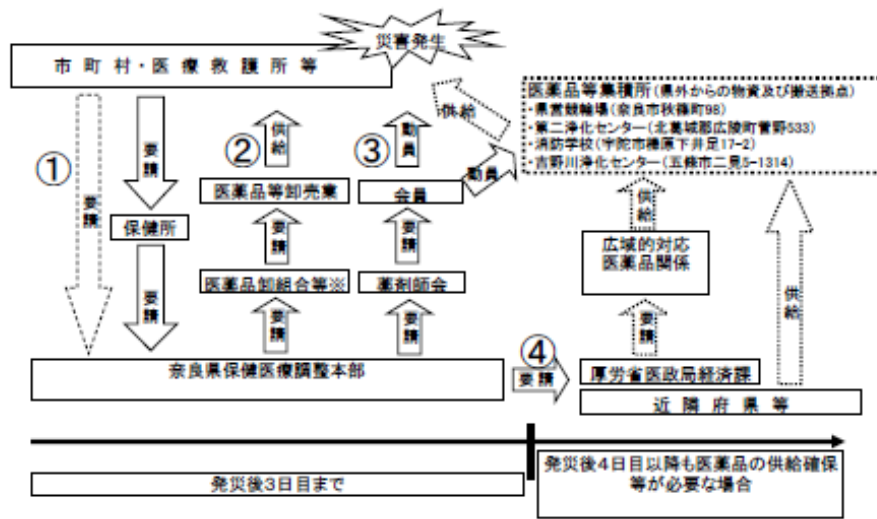 災害発生
市町村・医療救護所等
医薬品等集積所（県外からの物資及び搬送拠点）
・県営競輪場（奈良市秋篠町98）
・第二浄化センター（北葛城郡広陵町萱野533）
・消防学校（宇陀市榛原下井足17-2）
・吉野川浄化センター（五條市二見5-1314）
供給
①
要請
要請
②
供給
③
動員
動員
医薬品等卸売業
会員
保健所
要請
要請
供給
広域的対応
医薬品関係
供給
要請
医薬品卸組合等※
薬剤師会
要請
要請
要請
奈良県保健医療調整本部
④
要請
厚労省医政局経済課
近隣府県等
発災後3日目まで
発災後4日目以降も医薬品の供給確保
等が必要な場合